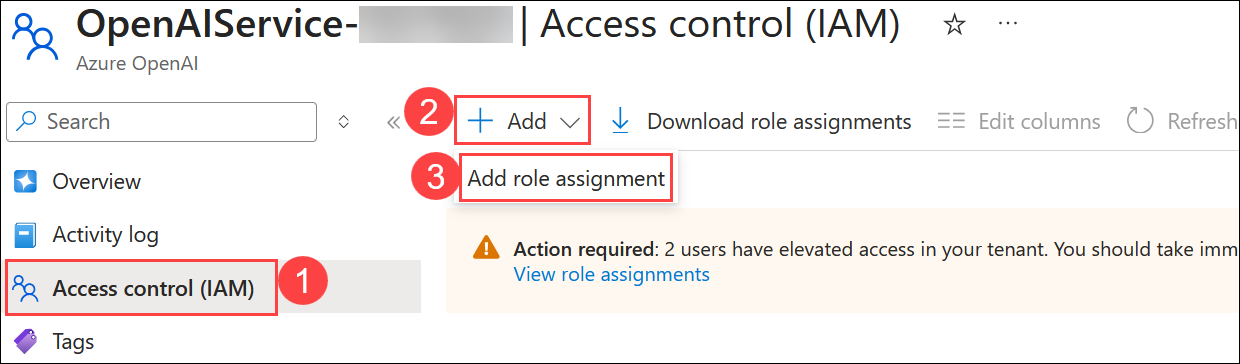 OpenAIService- | Access control (IAM)
Azure OpenAI
Search
2
Add
Download role assignments
Edit columns
Refresh
3
Add role assignment
Overview
Activity log
Action required: 2 users have elevated access in your tenant. You should take imm
View role assignments
Access control (IAM)
1
Tags